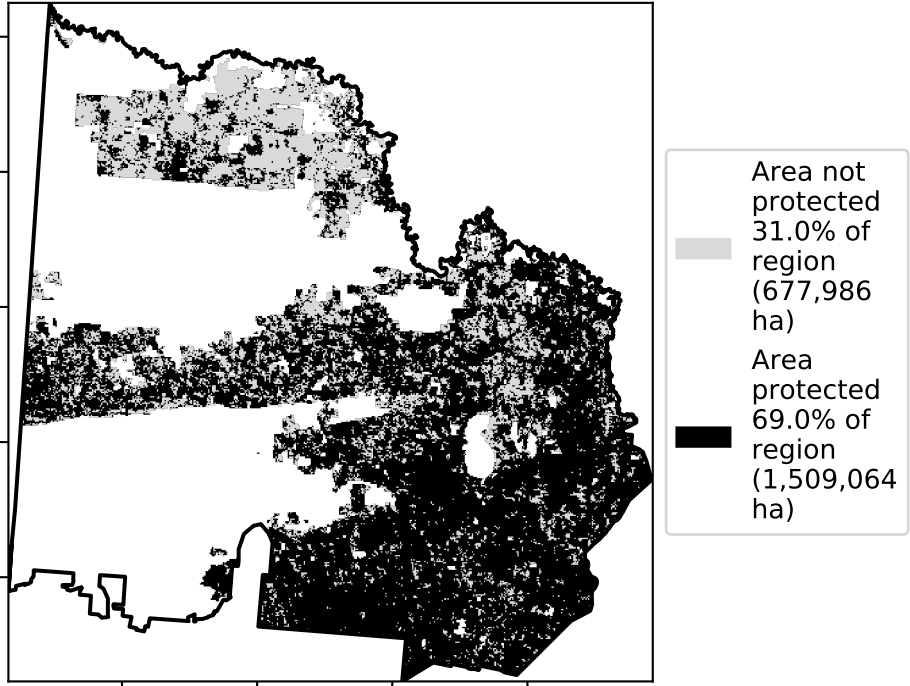 Area not
protected
31.0% of
region
(677,986
ha)
Area
protected
69.0% of
region
(1,509,064
ha)